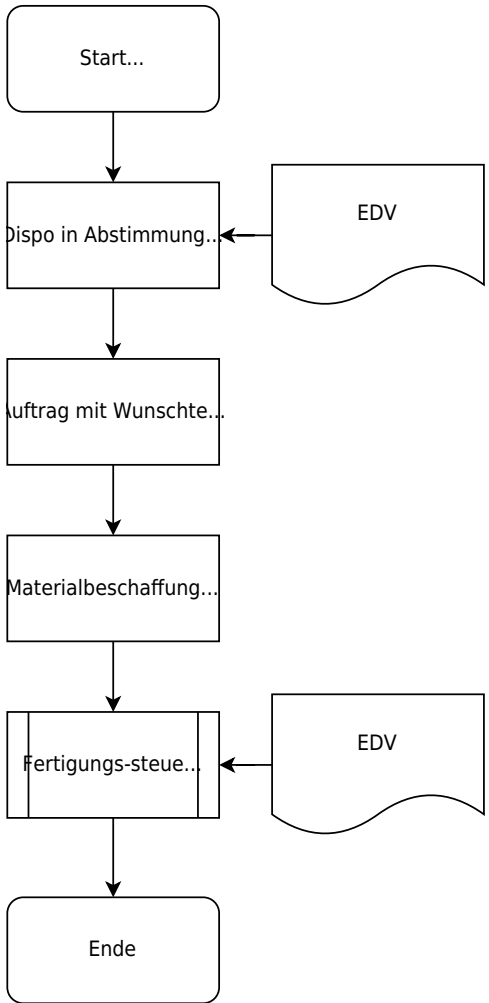 Start...
Dispo in Abstimmung...
EDV
Auftrag mit Wunschte...
Materialbeschaffung...
Fertigungs-steue...
EDV
Ende